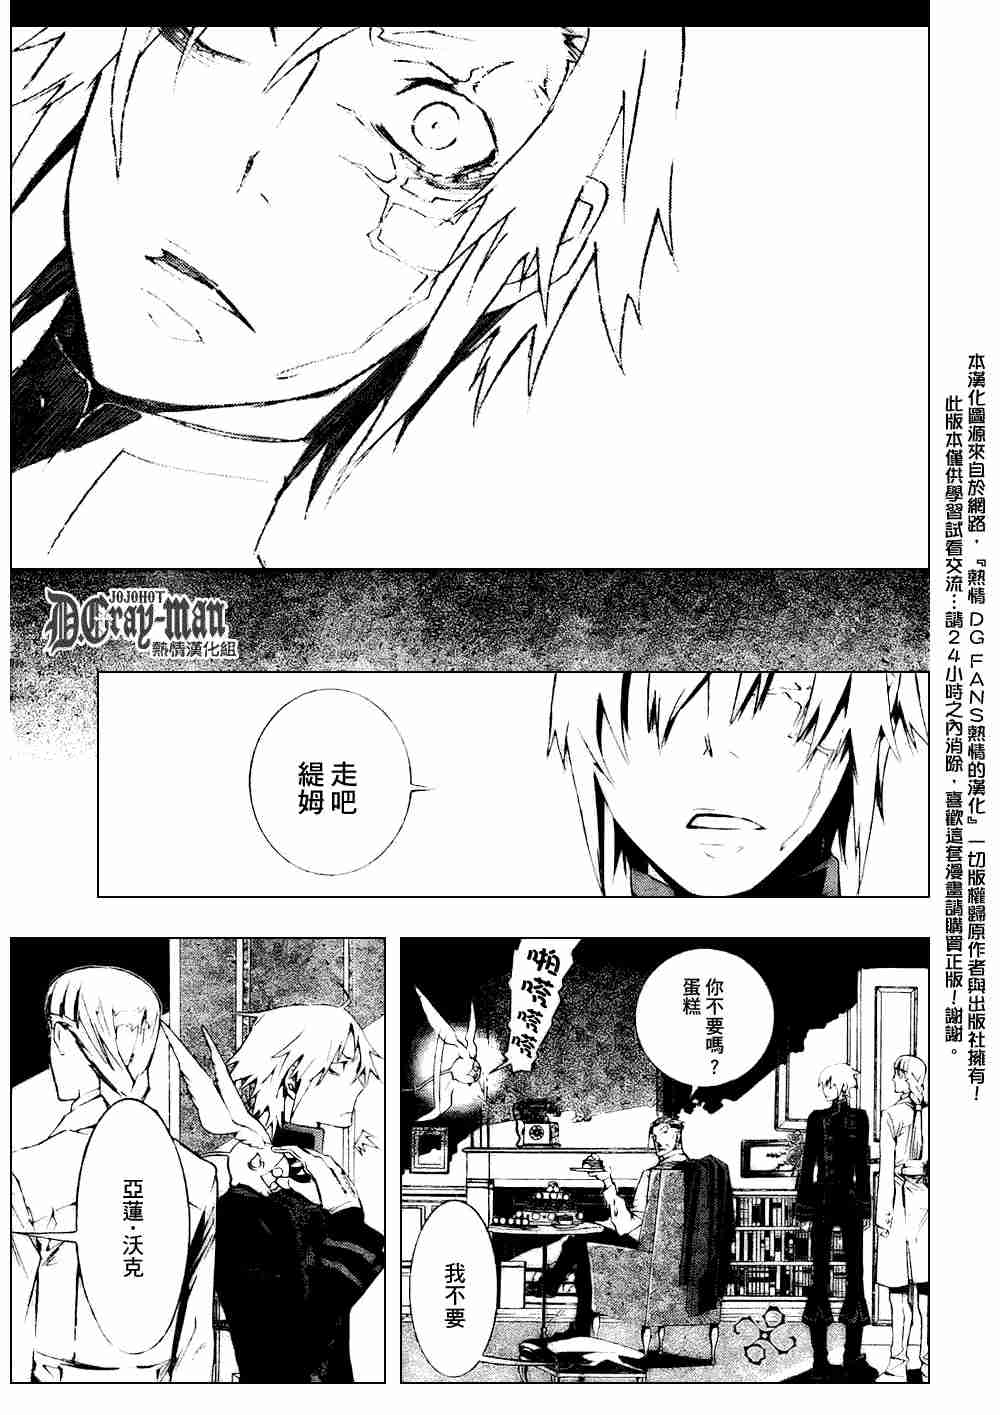 JOJOHOT
D.Gray-man
熱情漢化組
走吧
緹姆
你不要嗎？
蛋糕
啪嗒嗒嗒
我不要
亞蓮·沃克
本漢化圖源來自於網路，『熱情DG FANS熱情的漢化』一切版權歸原作者與出版社擁有！
此版本僅供學習試看交流…請24小時之內消除，喜歡這套漫畫請購買正版！謝謝。